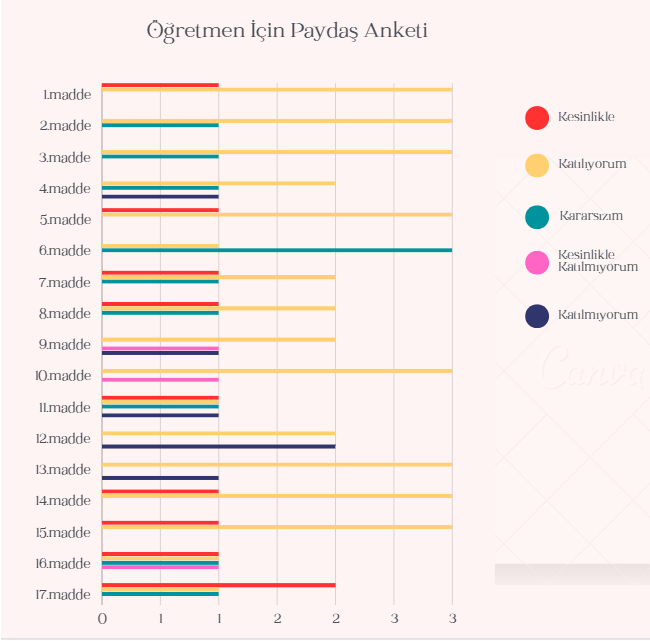 Öğretmen İçin Paydaş Anketi
1.madde
2.madde
3.madde
4.madde
5.madde
6.madde
7.madde
8.madde
9.madde
10.madde
11.madde
12.madde
13.madde
14.madde
15.madde
16.madde
17.madde
0 1 1 2 2 3 3
Kesinlikle
Katılıyorum
Kararsızım
Kesinlikle
Katılmıyorum
Katılmıyorum
Canva